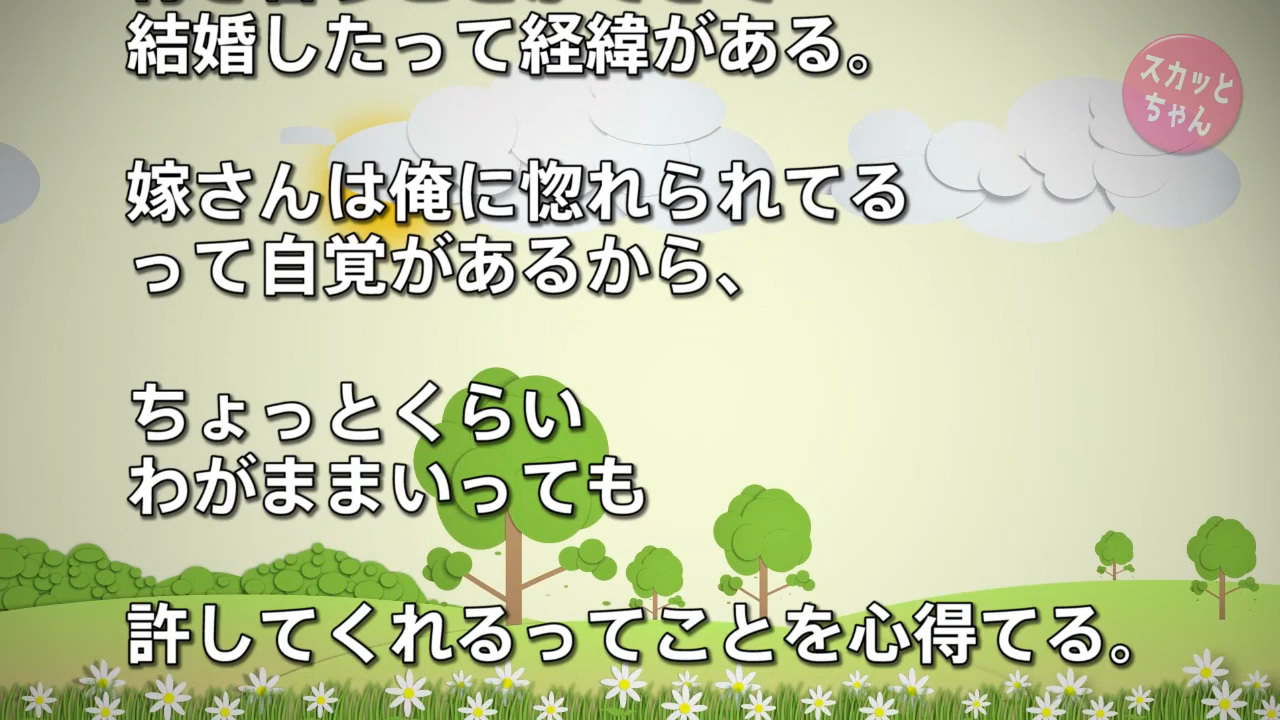 結婚したって経緯がある。
スカッと
ちゃん
嫁さんは俺に惚れられてる
って自覚があるから、
ちょっとくらい
わがままいっても
許してくれるってことを心得てる。